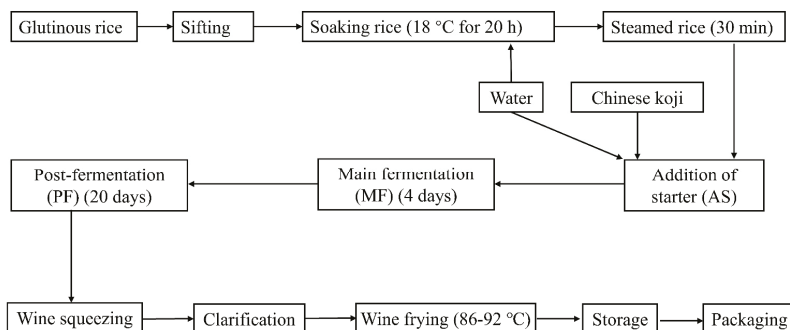 Glutinous rice
Sifting
Soaking rice (18 °C for 20 h)
Steamed rice (30 min)
Water
Chinese koji
Post-fermentation
(PF) (20 days)
Main fermentation
(MF) (4 days)
Addition of
starter (AS)
Wine squeezing
Clarification
Wine frying (86-92 °C)
Storage
Packaging